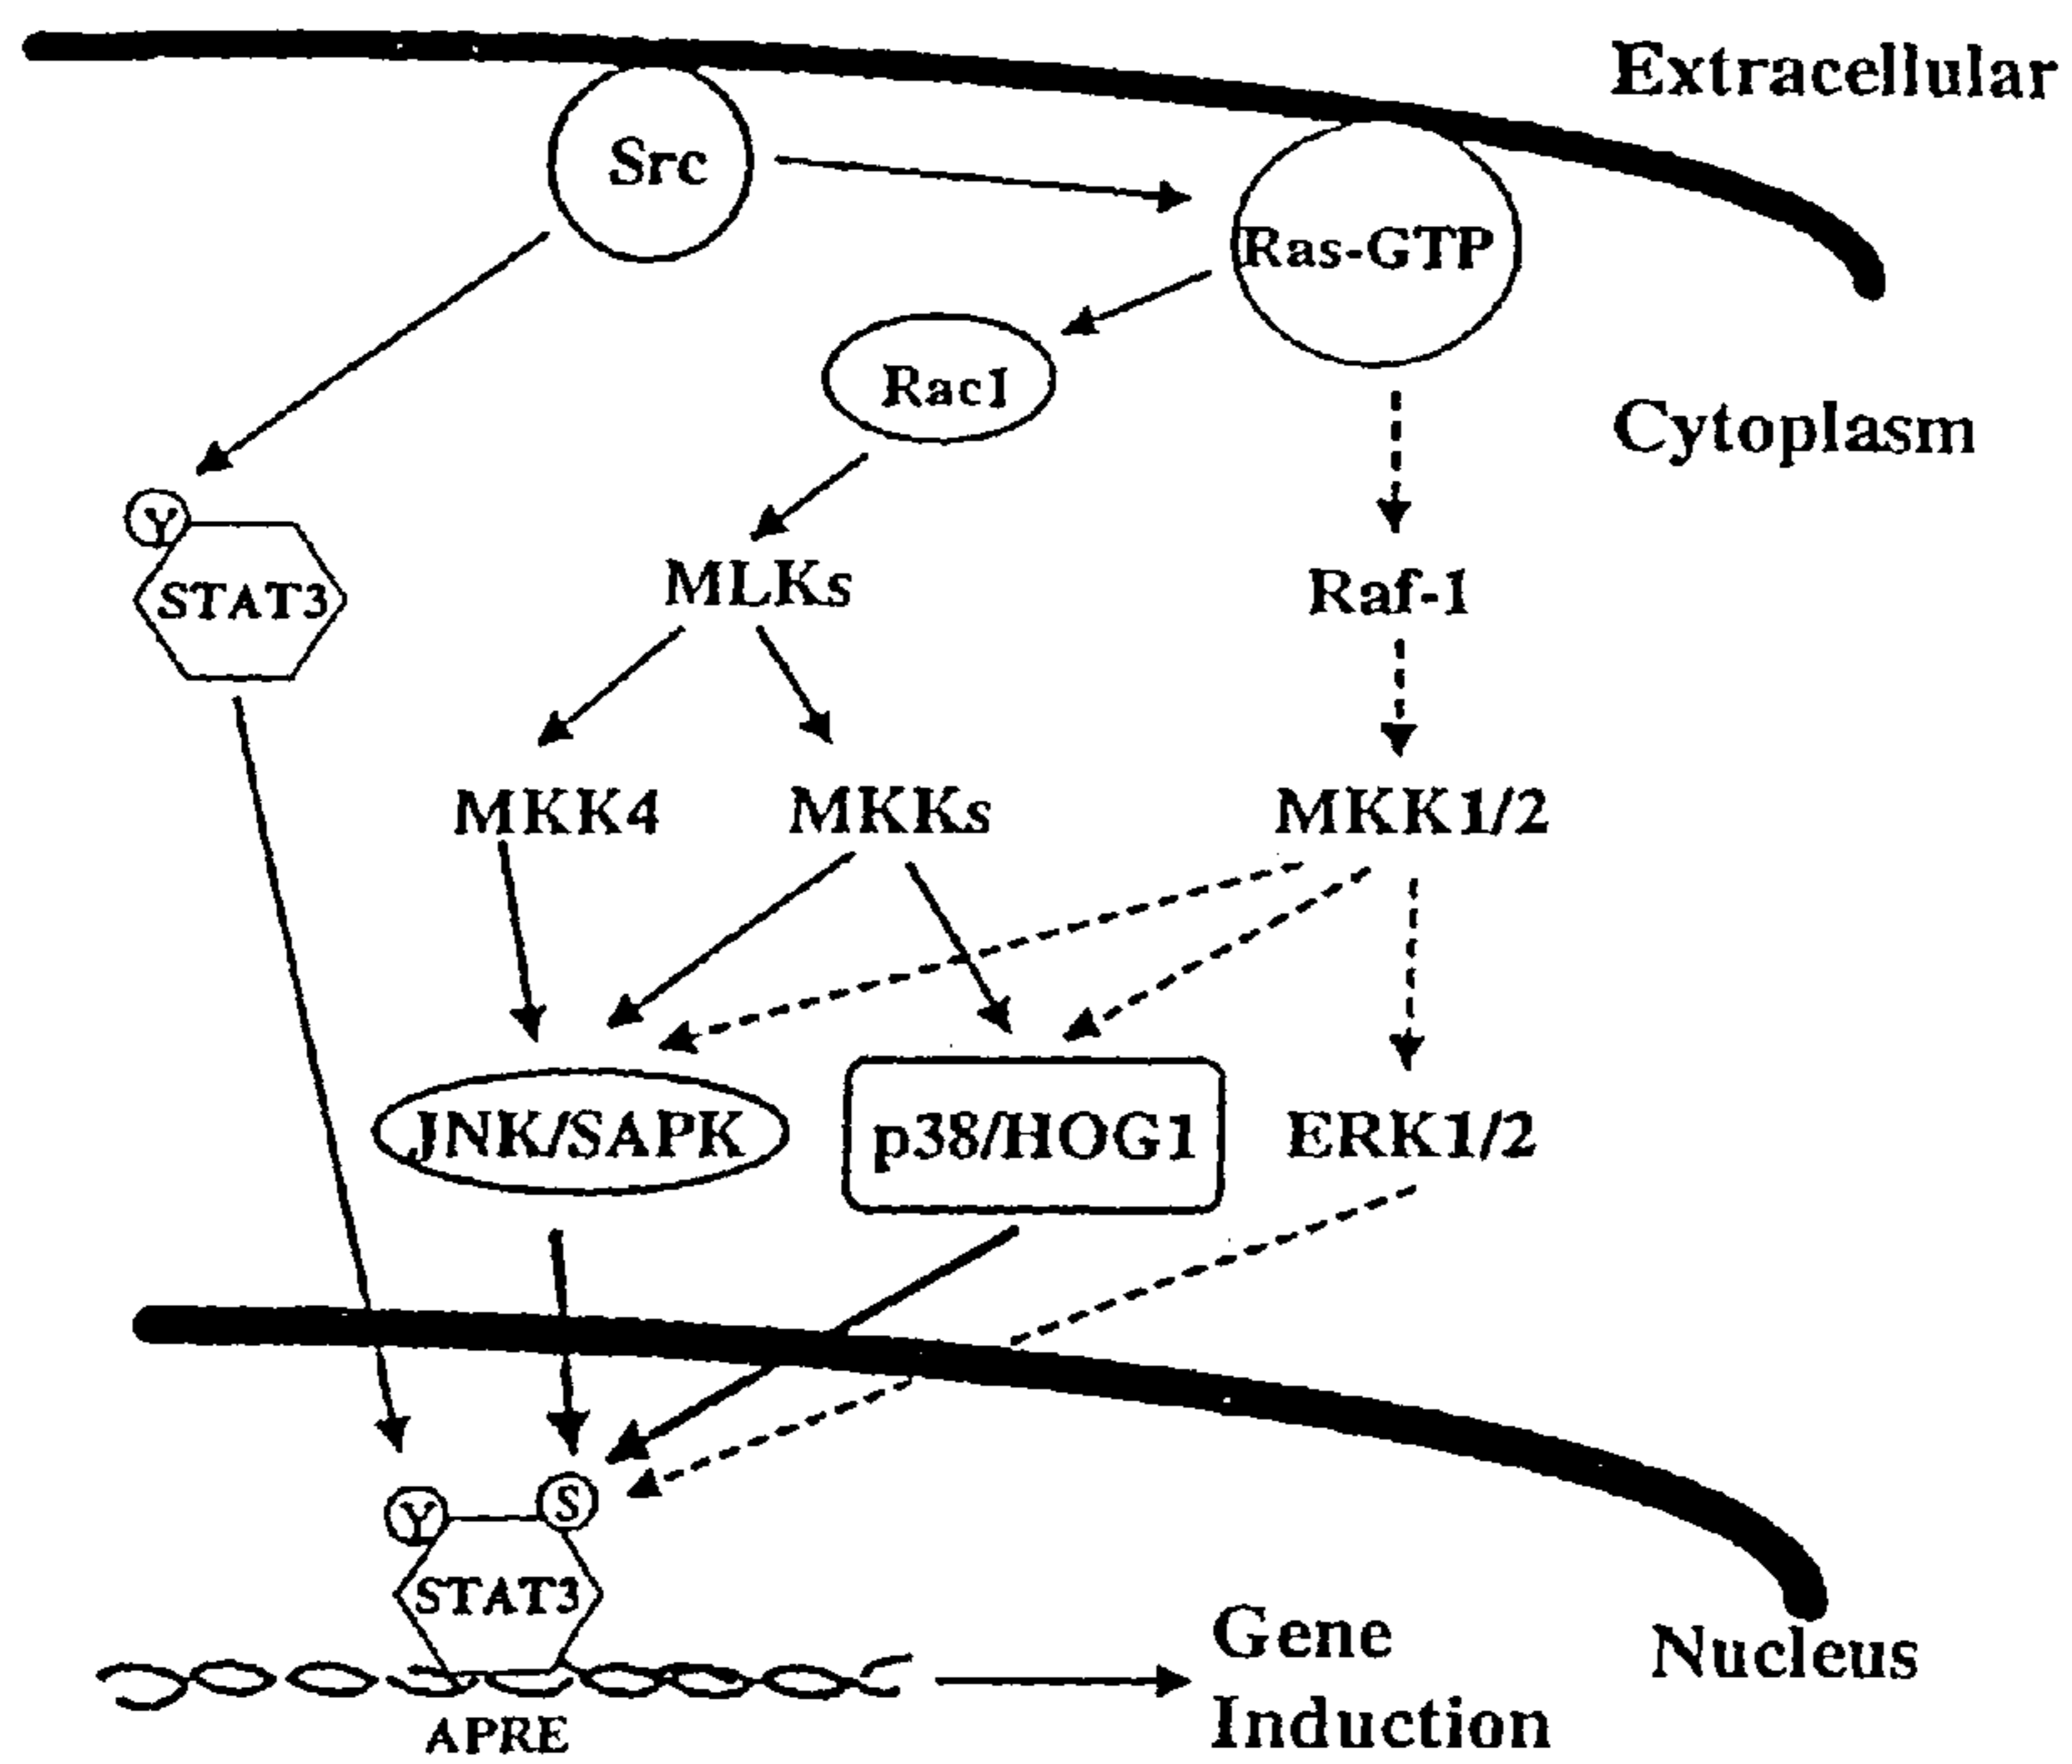 Extracellular
Src
Ras-GTP
Rac1
Cytoplasm
Y
STAT3
MLKs
Raf-1
MKK4
MKKs
MKK1/2
JNK/SAPK
p38/HOG1
ERK1/2
Y
S
STAT3
Gene
Induction
Nucleus
APRE